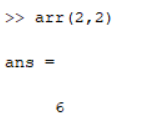 >> arr(2,2)
ans =
6